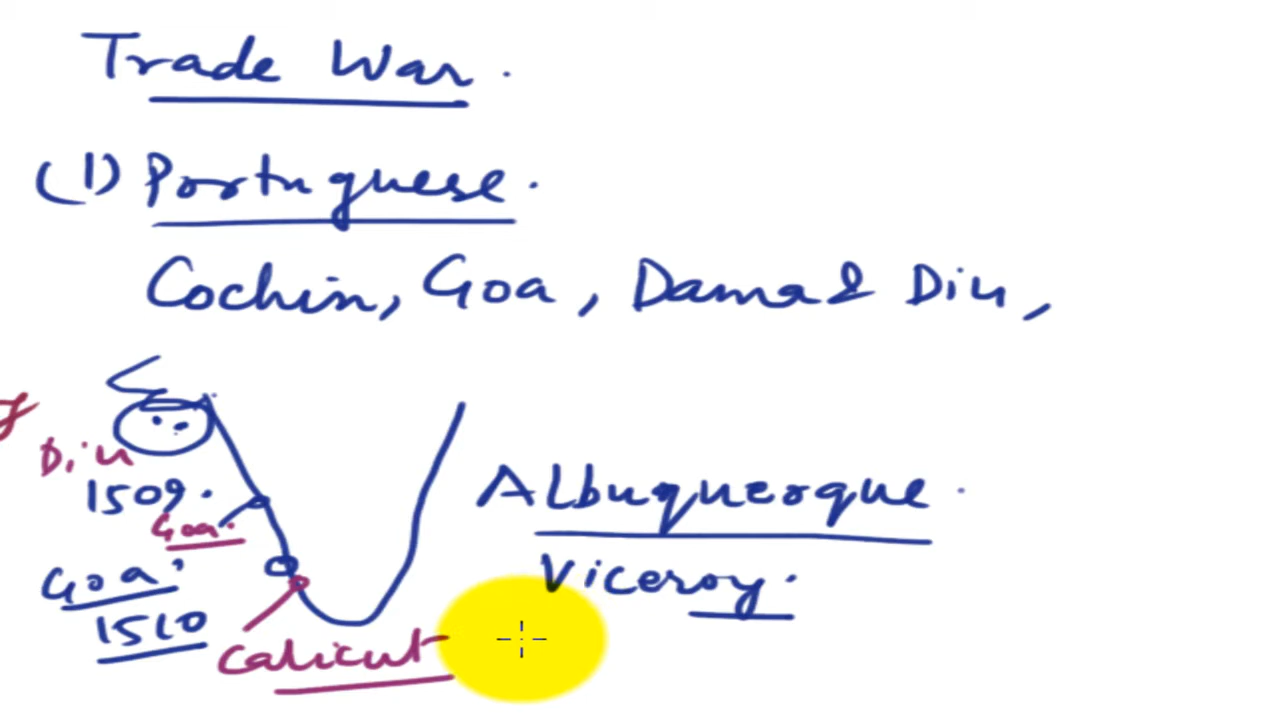 Trade War.
(1) Portuguese.
Cochin, Goa, Daman & Diu,
Diu
1509.
Goa.
Albuquerque.
Viceroy.
Goa
1510
Calicut